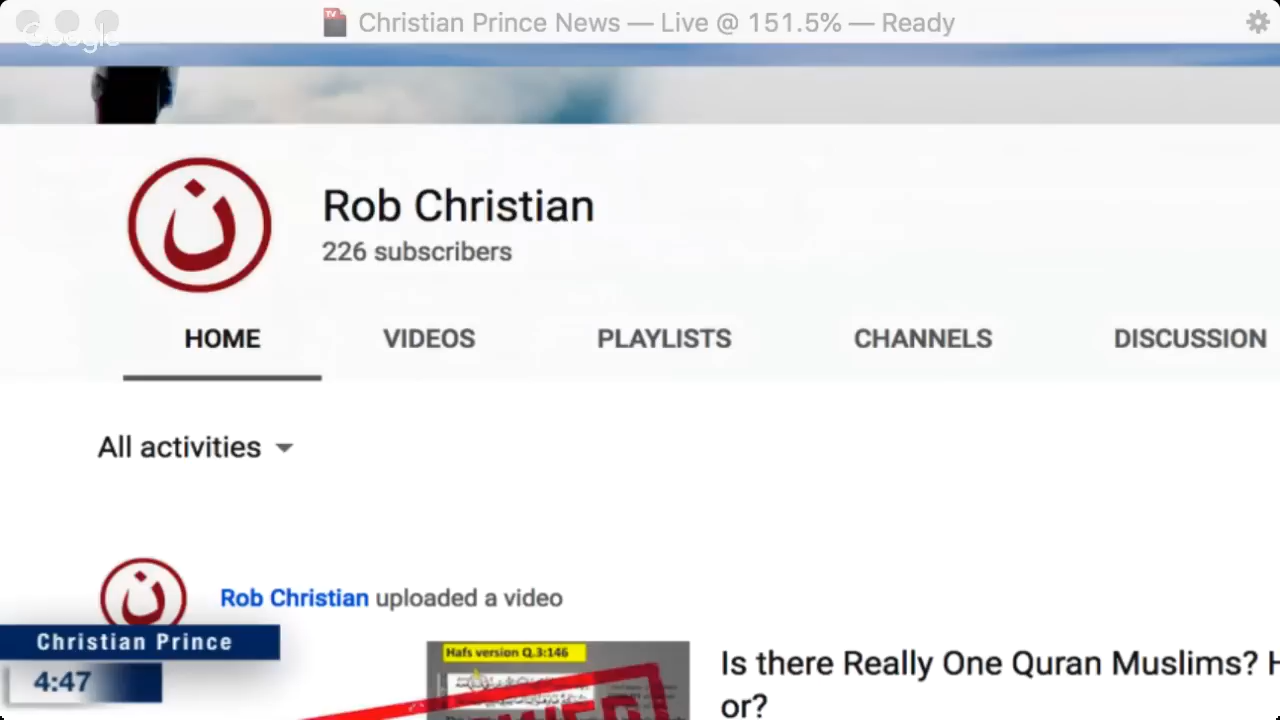 Google
Christian Prince News — Live @ 151.5% — Ready
ن
Rob Christian
226 subscribers
HOME VIDEOS PLAYLISTS CHANNELS DISCUSSION
All activities
ن
Rob Christian uploaded a video
Christian Prince
4:47
Hafs version Q.3:146
Is there Really One Quran Muslims? H
or?